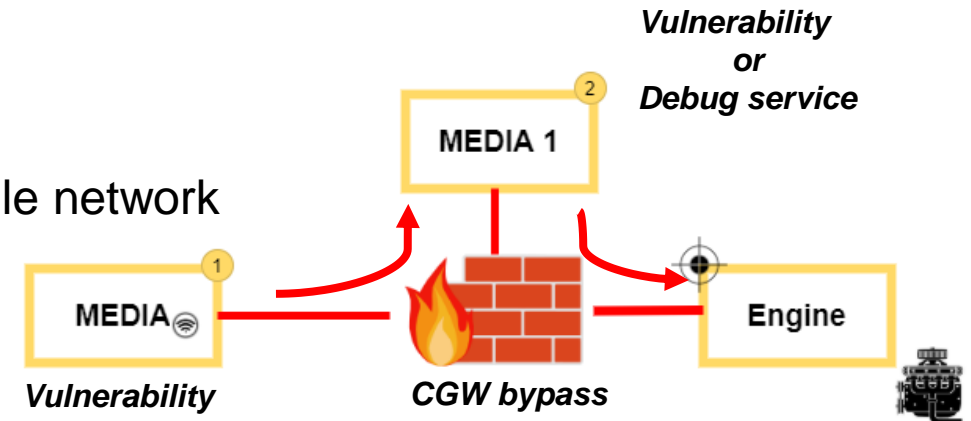 Vulnerability
or
Debug service
2
MEDIA 1
le network
1
MEDIA
Engine
Vulnerability
CGW bypass